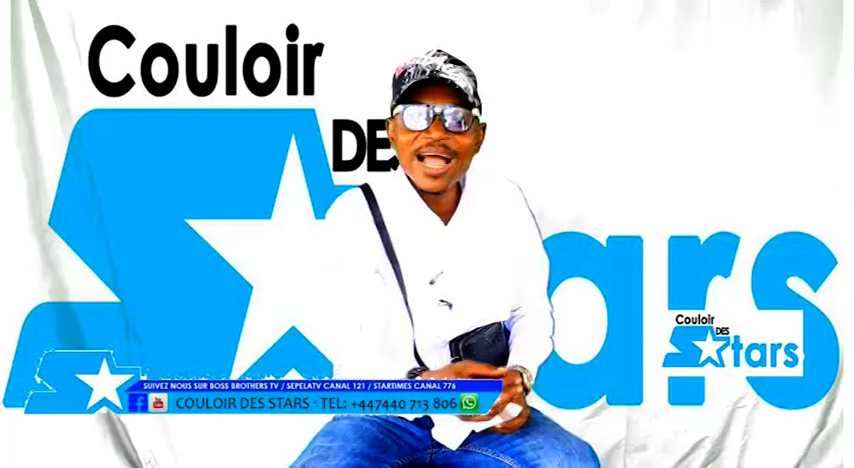 Couloir
DES
Stars
Couloir
DES
Stars
SUIVEZ NOUS SUR BOSS BROTHERS TV / SEPELATV CANAL 121 / STARTIMES CANAL 776
COULOIR DES STARS - TEL: +447440 713 806